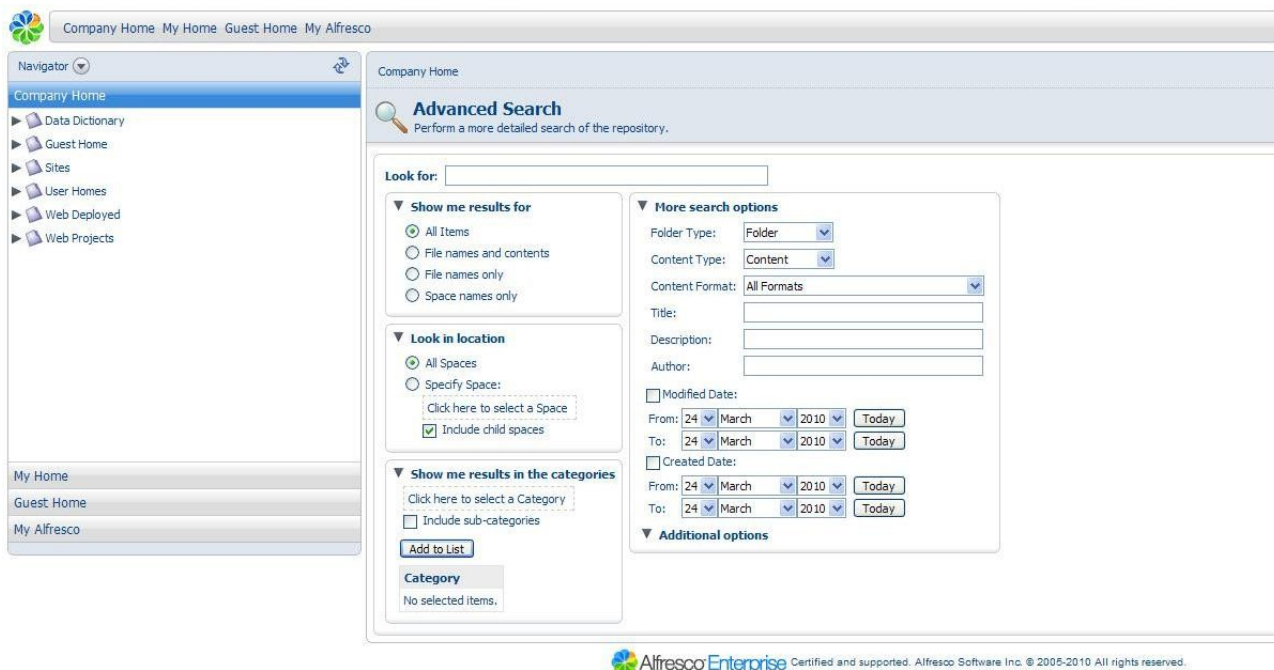 Company Home My Home Guest Home My Alfresco
Navigator
Company Home
Data Dictionary
Guest Home
Sites
User Homes
Web Deployed
Web Projects
My Home
Guest Home
My Alfresco
Company Home
Advanced Search
Perform a more detailed search of the repository.
Look for:
Show me results for
All Items
File names and contents
File names only
Space names only
Look in location
All Spaces
Specify Space:
Click here to select a Space
Include child spaces
Show me results in the categories
Click here to select a Category
Include sub-categories
Add to List
Category
No selected items.
More search options
Folder Type: Folder
Content Type: Content
Content Format: All Formats
Title:
Description:
Author:
Modified Date:
From: 24 March 2010 Today
To: 24 March 2010 Today
Created Date:
From: 24 March 2010 Today
To: 24 March 2010 Today
Additional options
Alfresco Enterprise Certified and supported. Alfresco Software Inc. © 2005-2010 All rights reserved.